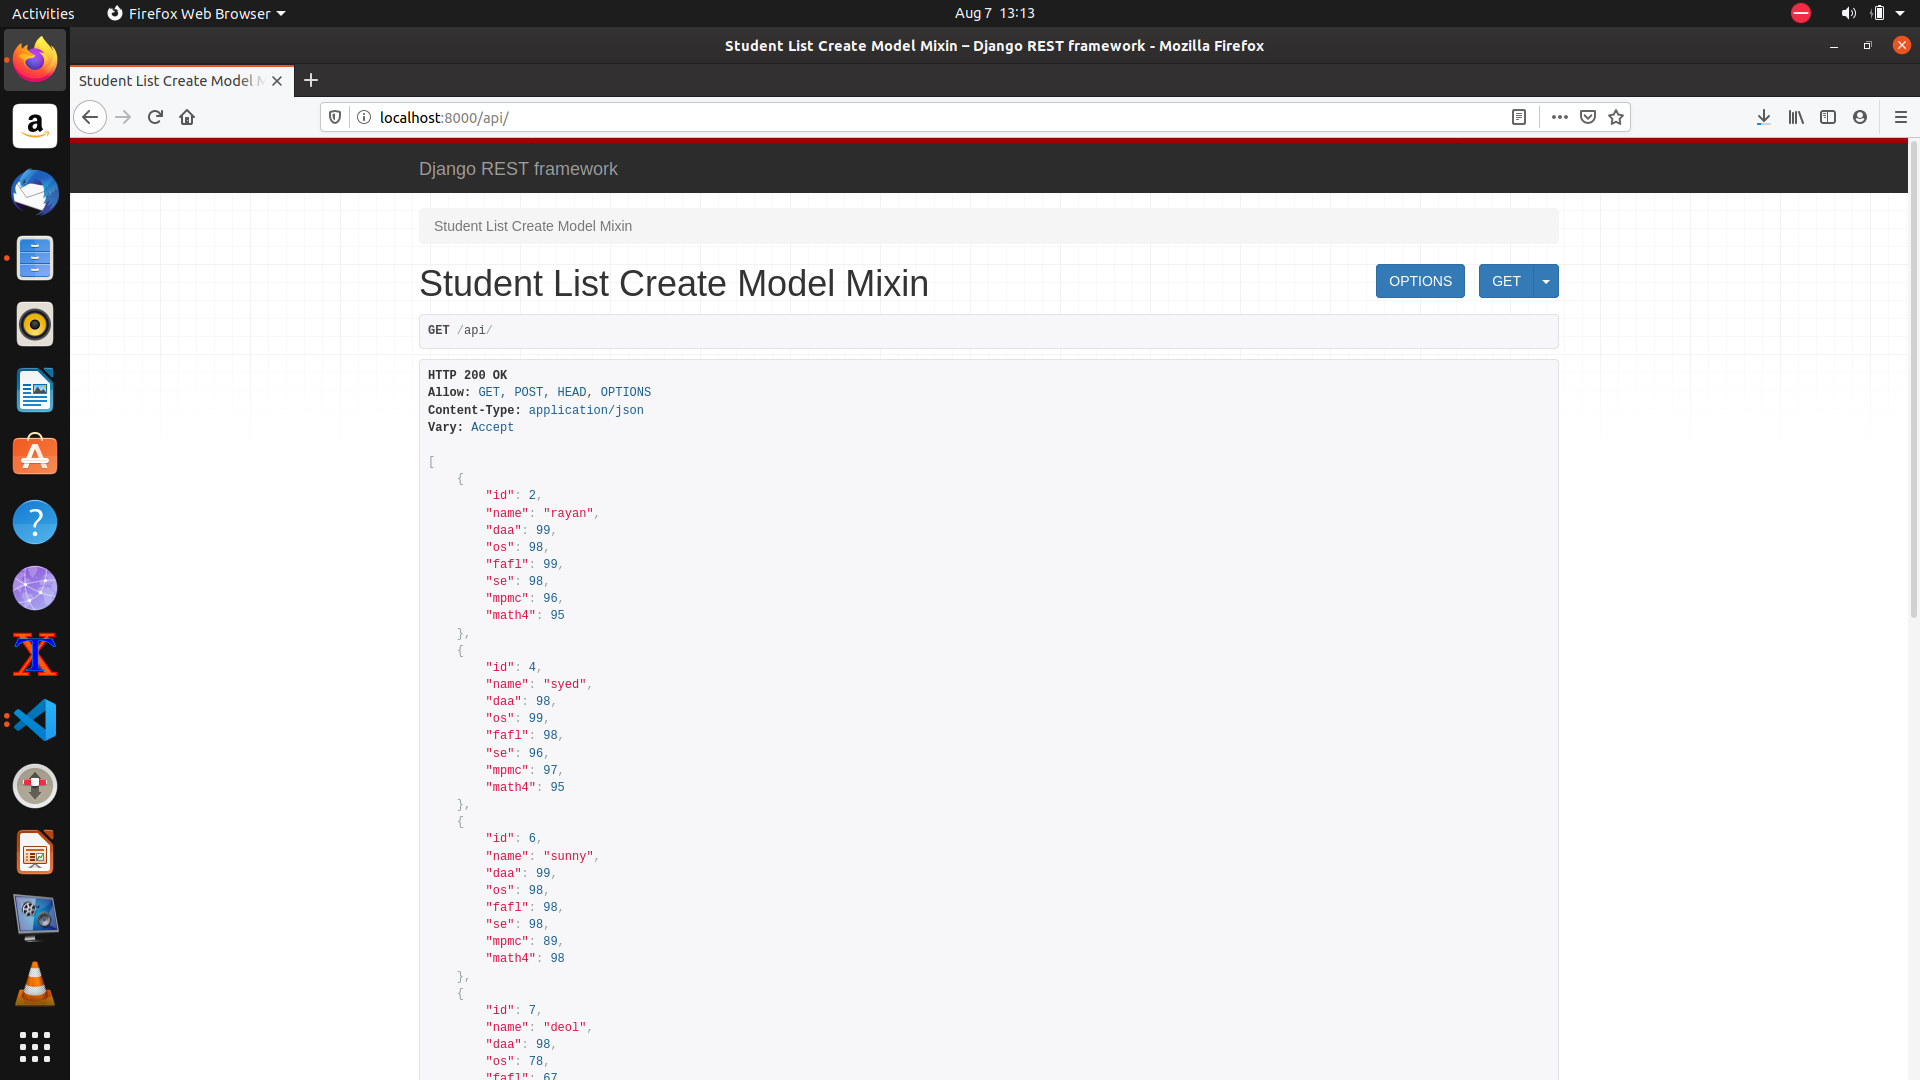 Activities
Firefox Web Browser
Aug 7 13:13
Student List Create Model Mixin – Django REST framework - Mozilla Firefox
Student List Create Model M
localhost:8000/api/
Django REST framework
Student List Create Model Mixin
Student List Create Model Mixin
OPTIONS
GET
GET /api/
HTTP 200 OK
Allow: GET, POST, HEAD, OPTIONS
Content-Type: application/json
Vary: Accept
[
{
"id": 2,
"name": "rayan",
"daa": 99,
"os": 98,
"fafl": 99,
"se": 98,
"mpmc": 96,
"math4": 95
},
{
"id": 4,
"name": "syed",
"daa": 98,
"os": 99,
"fafl": 98,
"se": 96,
"mpmc": 97,
"math4": 95
},
{
"id": 6,
"name": "sunny",
"daa": 99,
"os": 98,
"fafl": 98,
"se": 98,
"mpmc": 89,
"math4": 98
},
{
"id": 7,
"name": "deol",
"daa": 98,
"os": 78,
"fafl": 67